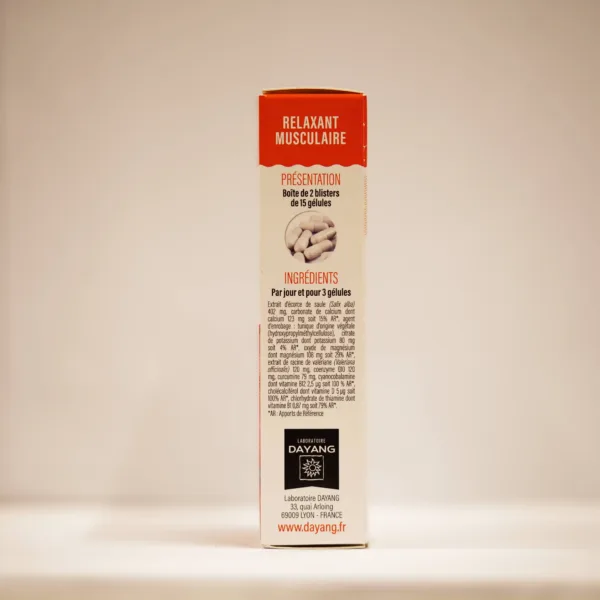 RELAXANT
MUSCULAIRE
PRÉSENTATION
Boîte de 2 blisters
de 15 gélules
INGRÉDIENTS
Par jour et pour 3 gélules
Extrait d'écorce de saule (Salix alba)
402 mg, carbonate de calcium dont
calcium 123 mg soit 15% AR*, agent
d'enrobage : tunique d'origine végétale
(hydroxypropylméthylcellulose), citrate
de potassium dont potassium 80 mg
soit 4% AR*, oxyde de magnésium
dont magnésium 108 mg soit 29% AR*,
extrait de racine de valériane (Valeriana
officinalis) 120 mg, coenzyme Q10 120
mg, curcumine 79 mg, cyanocobalamine
dont vitamine B12 2,5 µg soit 100 % AR*,
cholécalciférol dont vitamine D 5 µg soit
100% AR*, chlorhydrate de thiamine dont
vitamine B1 0,87 mg soit 79% AR*.
*AR : Apports de Référence
LABORATOIRE
DAYANG
Laboratoire DAYANG
33, quai Arloing
69009 LYON - FRANCE
www.dayang.fr